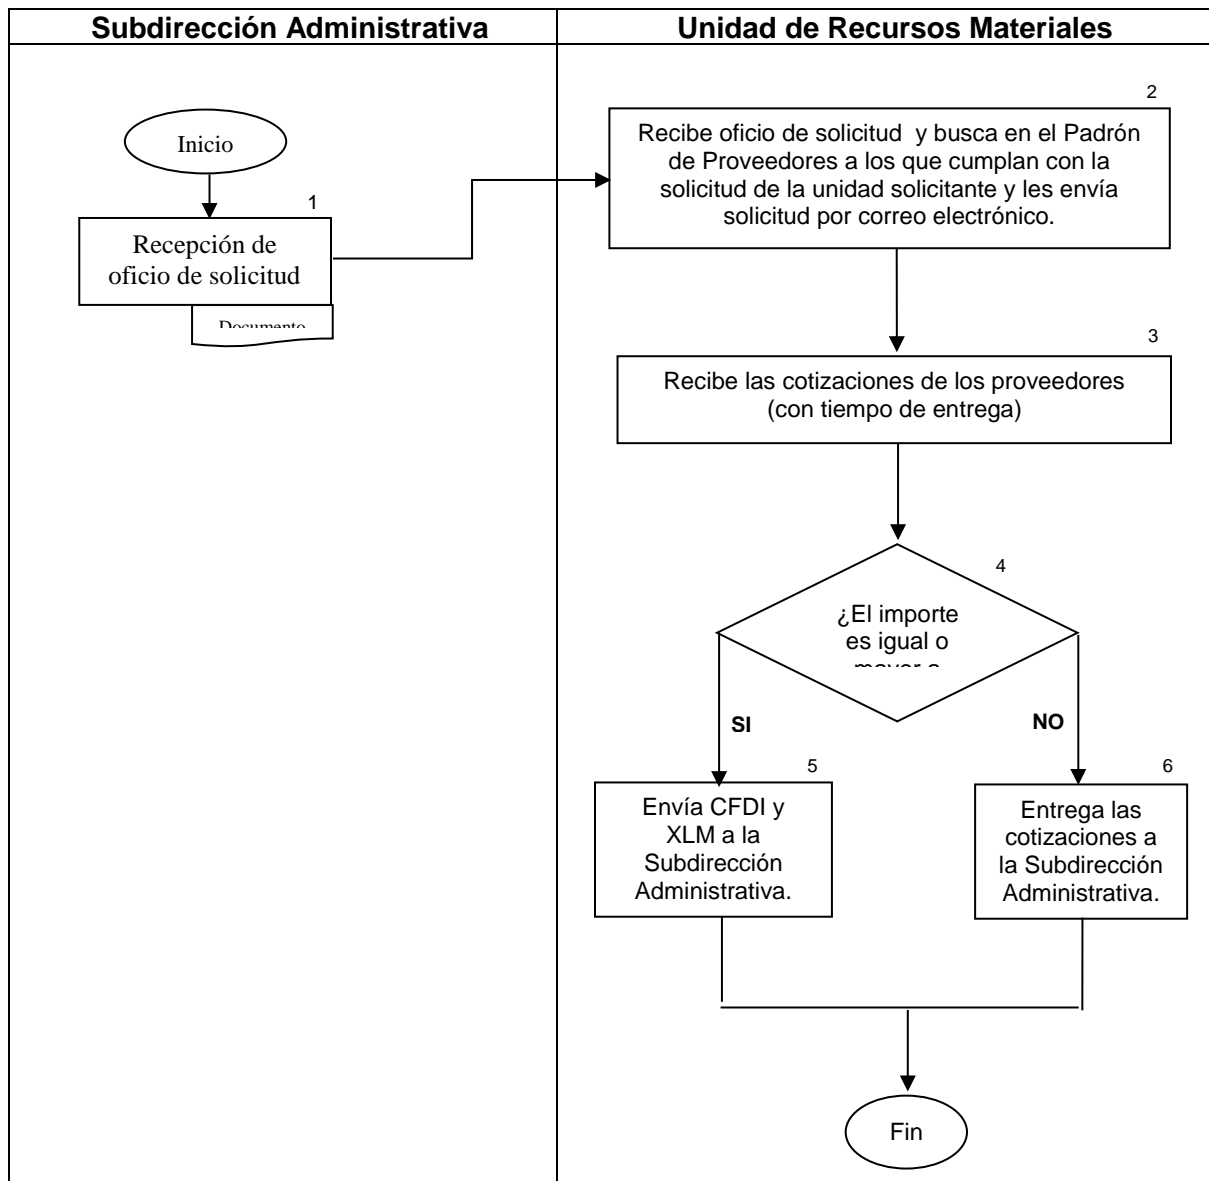 Subdirección Administrativa
Unidad de Recursos Materiales
Inicio
1
Recepción de
oficio de solicitud
Documento
2
Recibe oficio de solicitud y busca en el Padrón
de Proveedores a los que cumplan con la
solicitud de la unidad solicitante y les envía
solicitud por correo electrónico.
3
Recibe las cotizaciones de los proveedores
(con tiempo de entrega)
4
¿El importe
es igual o
mayor a
SI
NO
5
Envía CFDI y
XLM a la
Subdirección
Administrativa.
6
Entrega las
cotizaciones a
la Subdirección
Administrativa.
Fin